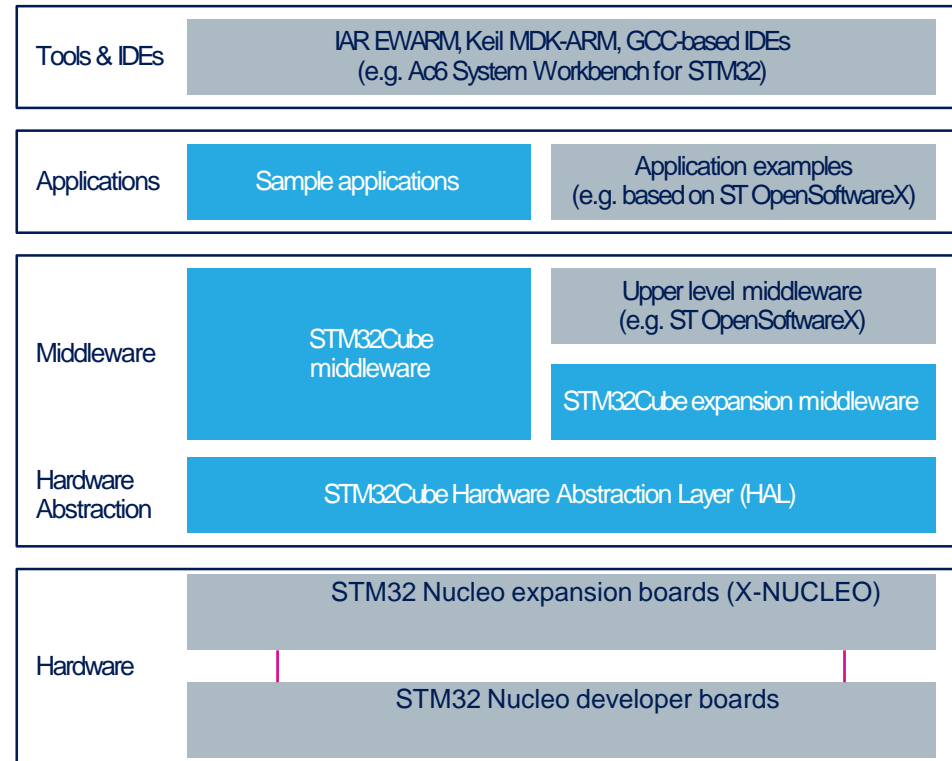 Tools & IDEs
IAR EWARM, Keil MDK-ARM, GCC-based IDEs
(e.g. Ac6 System Workbench for STM32)
Applications
Sample applications
Application examples
(e.g. based on ST OpenSoftwareX)
Middleware
STM32Cube
middleware
Upper level middleware
(e.g. ST OpenSoftwareX)
STM32Cube expansion middleware
Hardware
Abstraction
STM32Cube Hardware Abstraction Layer (HAL)
Hardware
STM32 Nucleo expansion boards (X-NUCLEO)
STM32 Nucleo developer boards